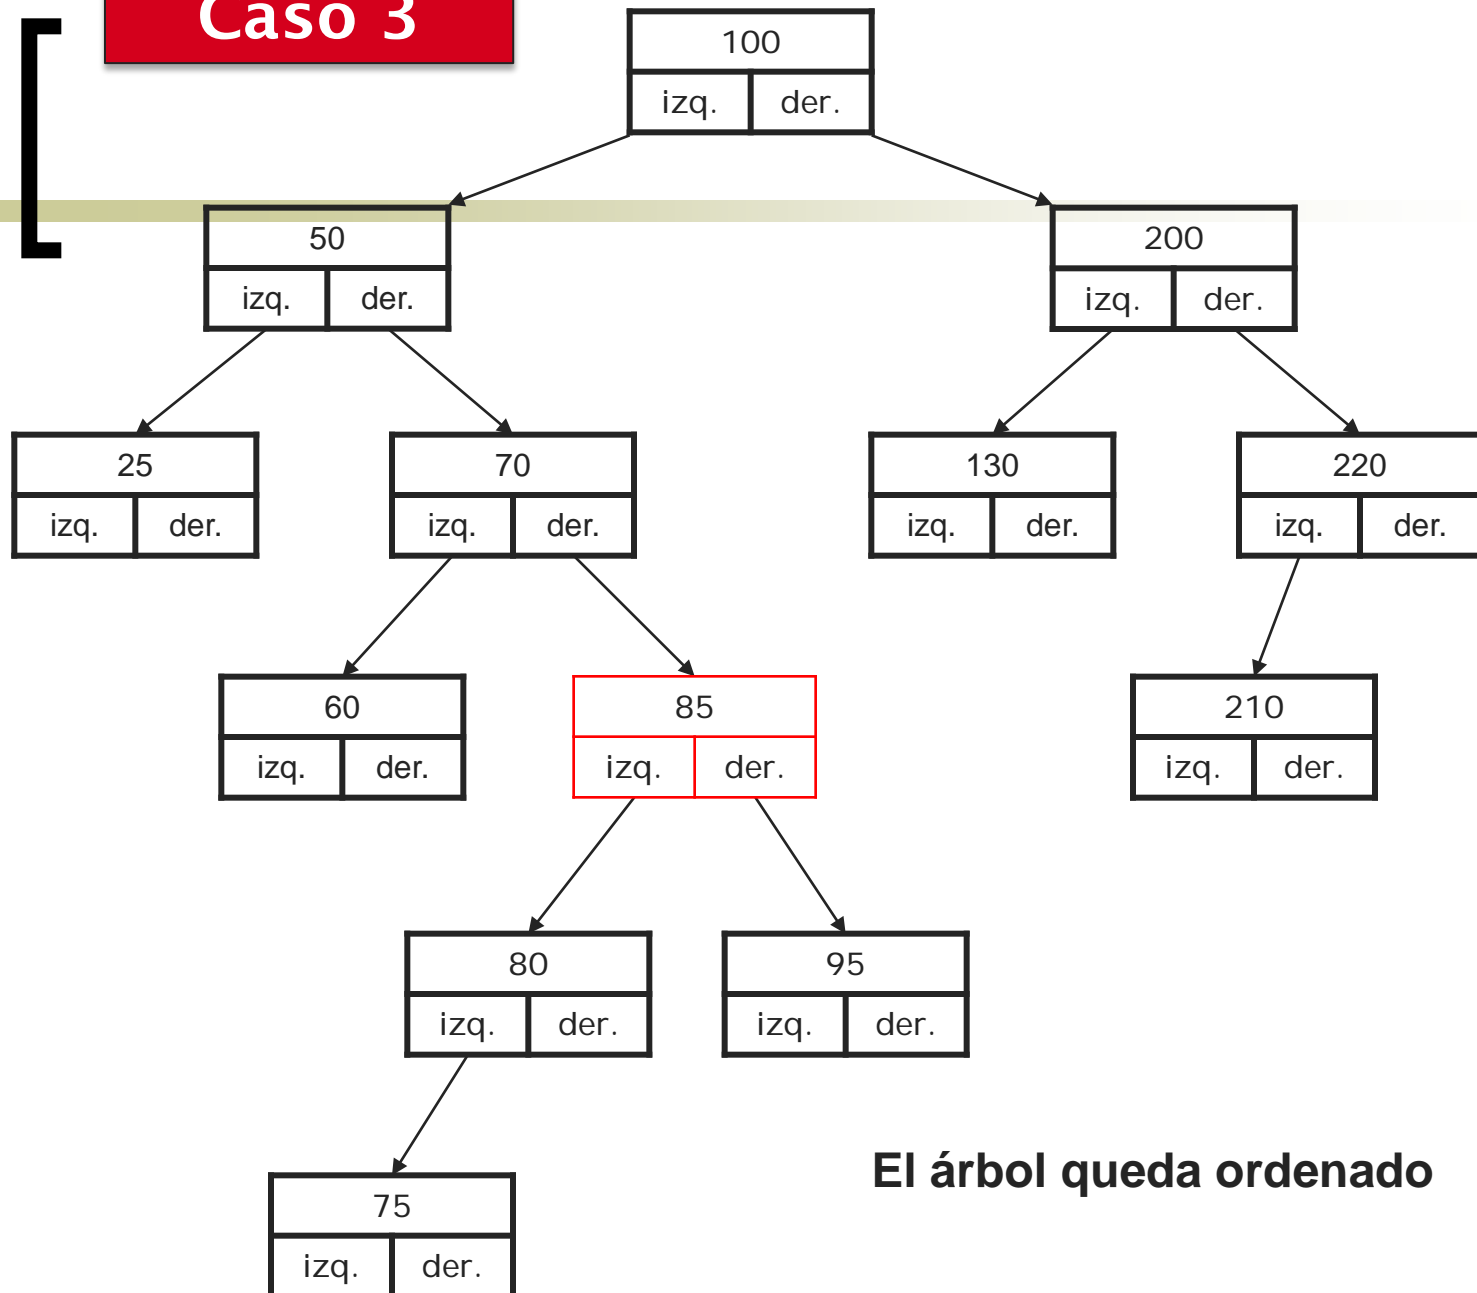 Caso 3
100
izq. der.
50
izq. der.
200
izq. der.
25
izq. der.
70
izq. der.
130
izq. der.
220
izq. der.
60
izq. der.
85
izq. der.
210
izq. der.
80
izq. der.
95
izq. der.
El árbol queda ordenado
75
izq. der.